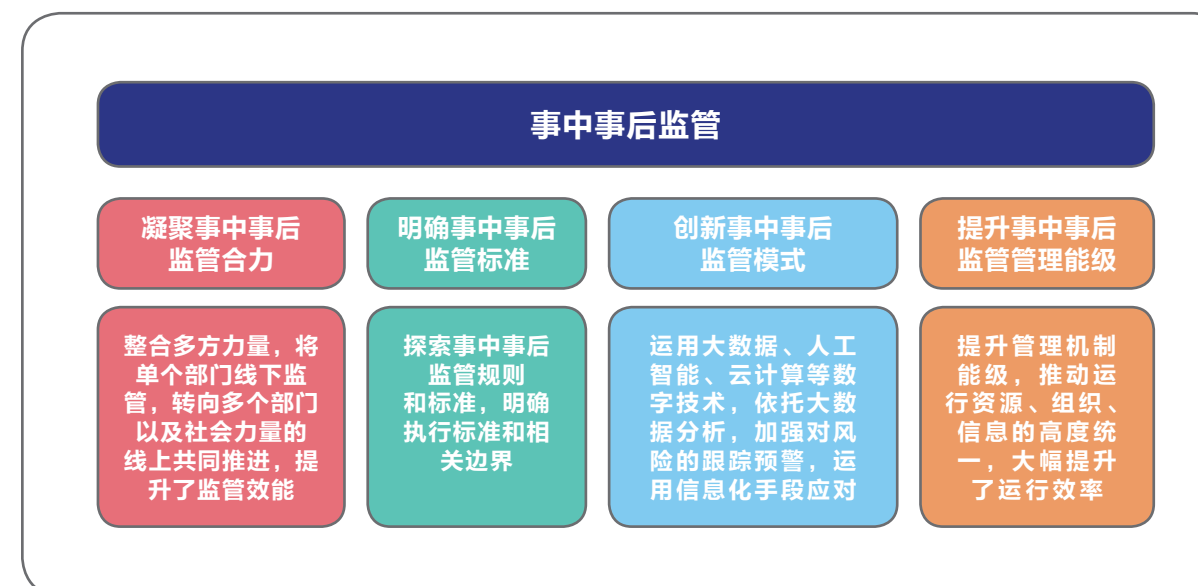 事中事后监管
凝聚事中事后
监管合力
明确事中事后
监管标准
创新事中事后
监管模式
提升事中事后
监管管理能级
整合多方力量，将
单个部门线下监
管，转向多个部门
以及社会力量的
线上共同推进，提
升了监管效能
探索事中事后
监管规则
和标准，明确
执行标准和相
关边界
运用大数据、人工
智能、云计算等数
字技术，依托大数
据分析，加强对风
险的跟踪预警，运
用信息化手段应对
提升管理机制
能级，推动运
行资源、组织、
信息的高度统
一，大幅提升
了运行效率